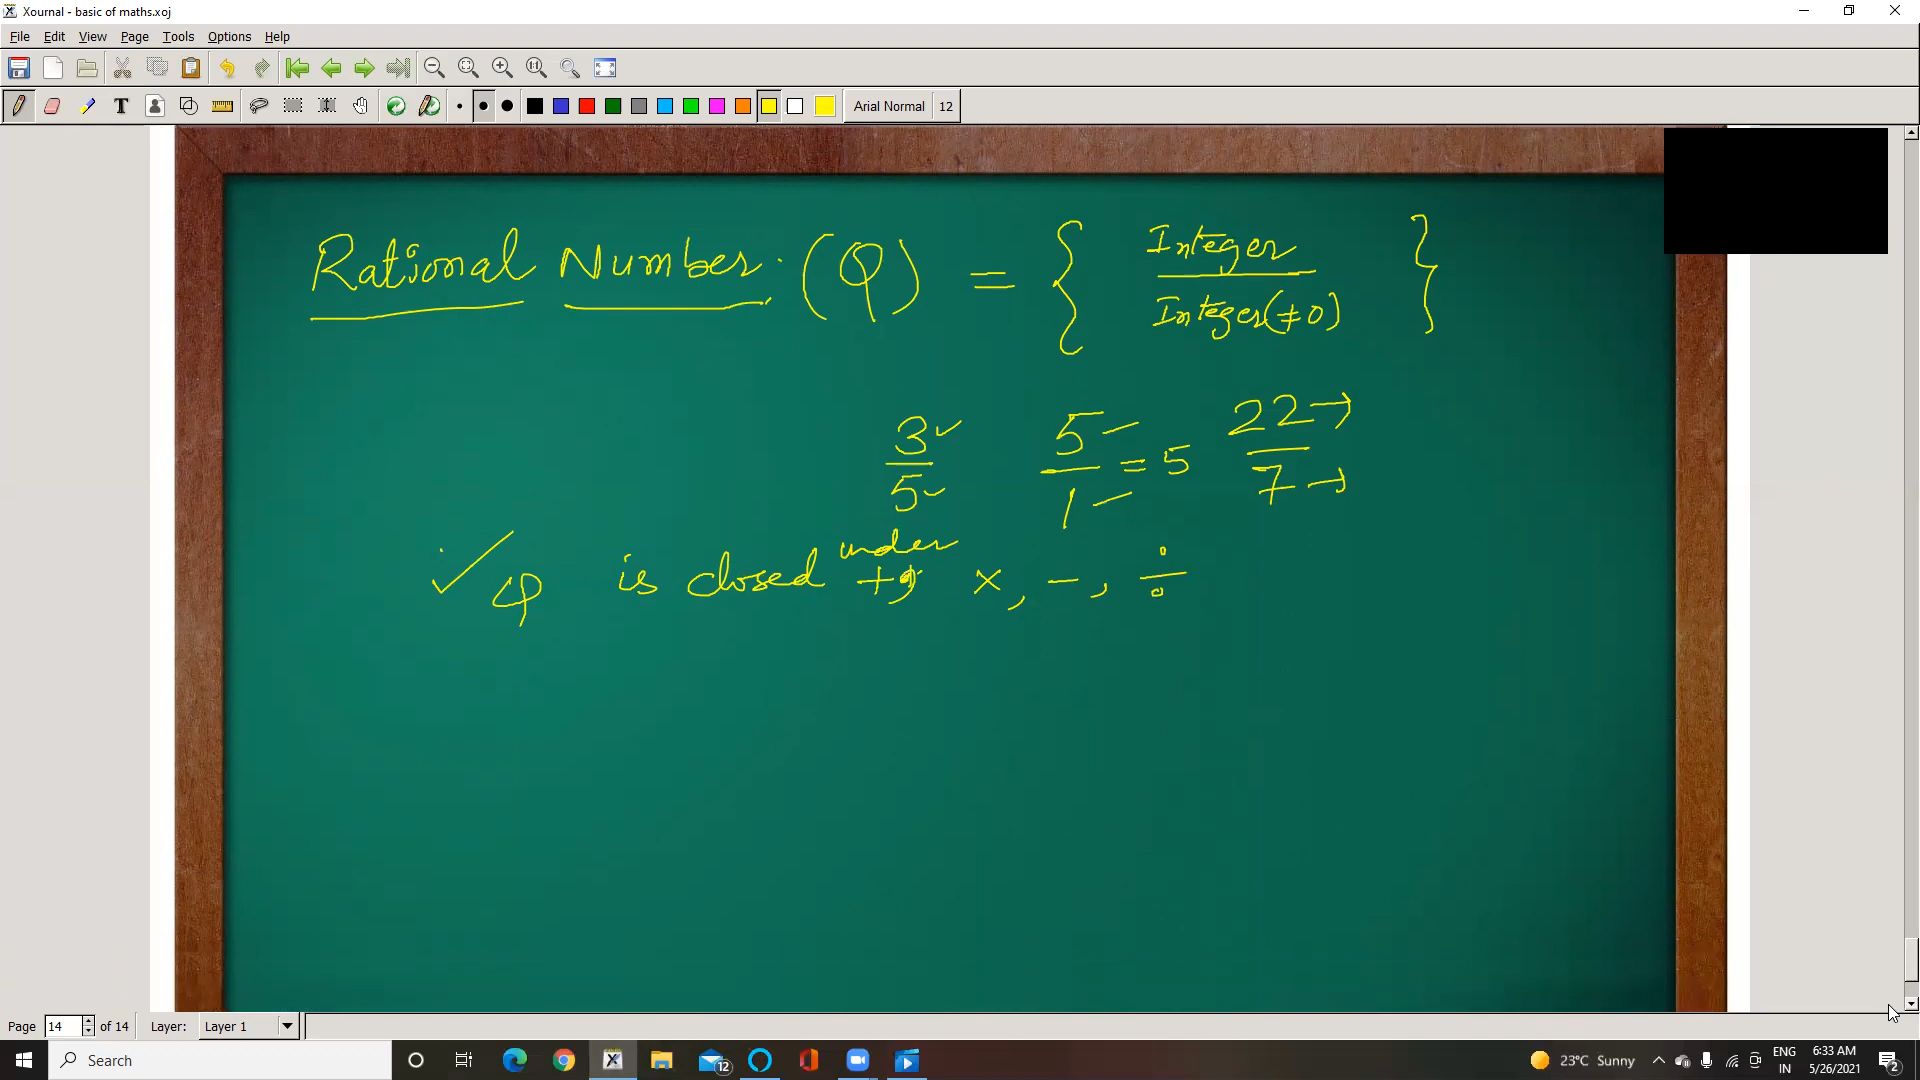 Xournal - basic of maths.xoj
File Edit View Page Tools Options Help
Arial Normal 12
Rational Number. (Q) = { Integer / Integer(≠0) }
3/5 5/1 = 5 22/7
Q is closed under +, ×, −, ÷
Page 14 of 14 Layer: Layer 1
Search
12
23°C Sunny
ENG
IN
6:33 AM
5/26/2021
2